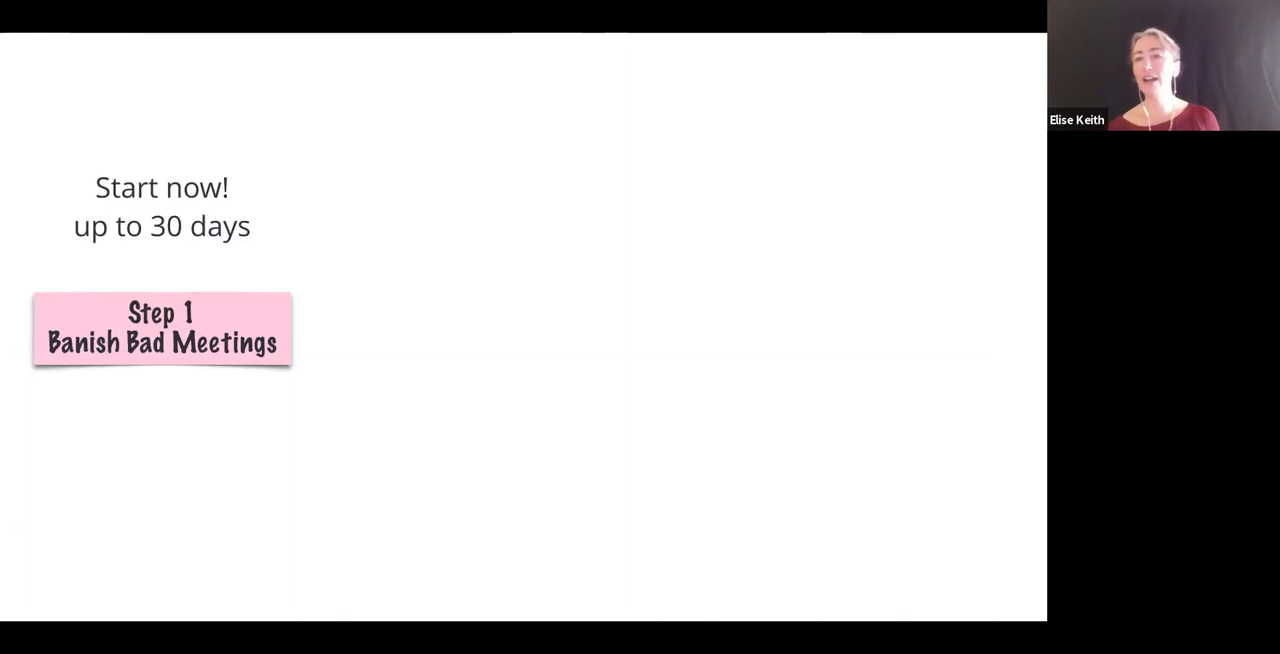 Start now!
up to 30 days
Step 1
Banish Bad Meetings
Elise Keith